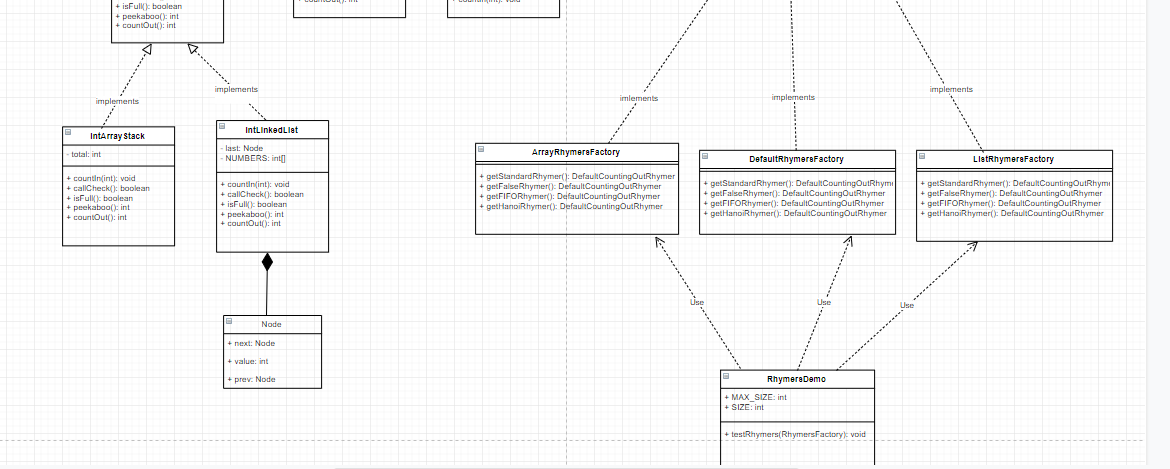 + isFull(): boolean
+ peekaboo(): int
+ countOut(): int
+ countOut(): int
+ countIn(int): void
implements
implements
imlements
implements
implements
IntArrayStack
- total: int
+ countIn(int): void
+ callCheck(): boolean
+ isFull(): boolean
+ peekaboo(): int
+ countOut(): int
IntLinkedList
- last: Node
- NUMBERS: int[]
+ countIn(int): void
+ callCheck(): boolean
+ isFull(): boolean
+ peekaboo(): int
+ countOut(): int
ArrayRhymersFactory
+ getStandardRhymer(): DefaultCountingOutRhymer
+ getFalseRhymer(): DefaultCountingOutRhymer
+ getFIFORhymer(): DefaultCountingOutRhymer
+ getHanoiRhymer(): DefaultCountingOutRhymer
DefaultRhymersFactory
+ getStandardRhymer(): DefaultCountingOutRhym
+ getFalseRhymer(): DefaultCountingOutRhymer
+ getFIFORhymer(): DefaultCountingOutRhymer
+ getHanoiRhymer(): DefaultCountingOutRhymer
ListRhymersFactory
+ getStandardRhymer(): DefaultCountingOutRhym
+ getFalseRhymer(): DefaultCountingOutRhymer
+ getFIFORhymer(): DefaultCountingOutRhymer
+ getHanoiRhymer(): DefaultCountingOutRhymer
Use
Use
Use
Node
+ next: Node
+ value: int
+ prev: Node
RhymersDemo
+ MAX_SIZE: int
+ SIZE: int
+ testRhymers(RhymersFactory): void